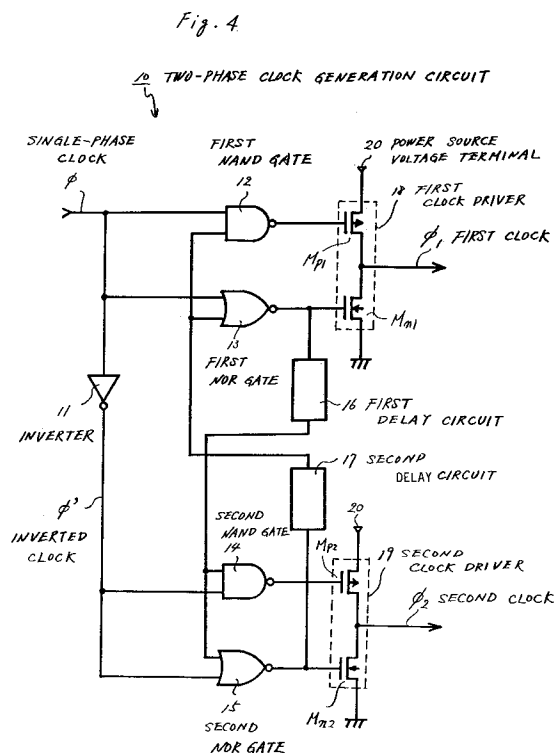 Fig. 4
10 TWO-PHASE CLOCK GENERATION CIRCUIT
SINGLE-PHASE
CLOCK
ϕ
FIRST
NAND GATE
12
20 POWER SOURCE
VOLTAGE TERMINAL
18 FIRST
CLOCK DRIVER
Mp1
ϕ1 FIRST CLOCK
Mn1
13
FIRST
NOR GATE
11
INVERTER
16 FIRST
DELAY CIRCUIT
17 SECOND
DELAY CIRCUIT
ϕ'
INVERTED
CLOCK
SECOND
NAND GATE
14
20
Mp2
19 SECOND
CLOCK DRIVER
ϕ2 SECOND CLOCK
15
SECOND
NOR GATE
Mn2